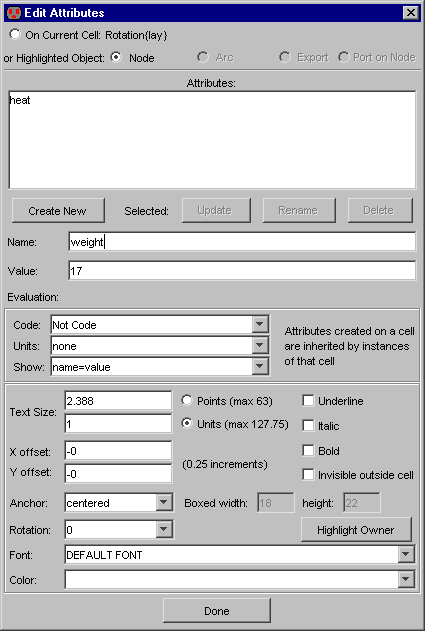 Edit Attributes
On Current Cell: Rotation{lay}
or Highlighted Object: Node Arc Export Port on Node
Attributes:
heat
Create New Selected: Update Rename Delete
Name: weight
Value: 17
Evaluation:
Code: Not Code
Units: none
Show: name=value
Attributes created on a cell
are inherited by instances
of that cell
Text Size: 2.388 Points (max 63) Underline
1 Units (max 127.75) Italic
X offset: -0 Bold
Y offset: -0 (0.25 increments) Invisible outside cell
Anchor: centered Boxed width: 18 height: 22
Rotation: 0 Highlight Owner
Font: DEFAULT FONT
Color:
Done